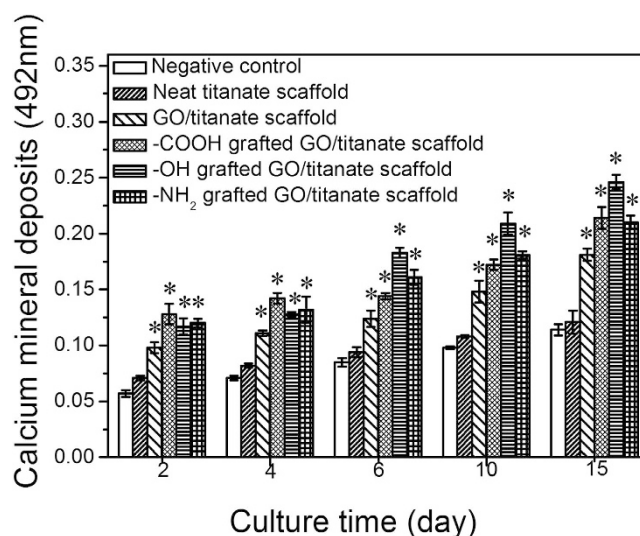 Calcium mineral deposits (492nm)
0.35
0.30
0.25
0.20
0.15
0.10
0.05
0.00
Negative control
Neat titanate scaffold
GO/titanate scaffold
-COOH grafted GO/titanate scaffold
-OH grafted GO/titanate scaffold
-NH₂ grafted GO/titanate scaffold
* * * *
* * * *
* * * *
* * * *
* * * *
2 4 6 10 15
Culture time (day)